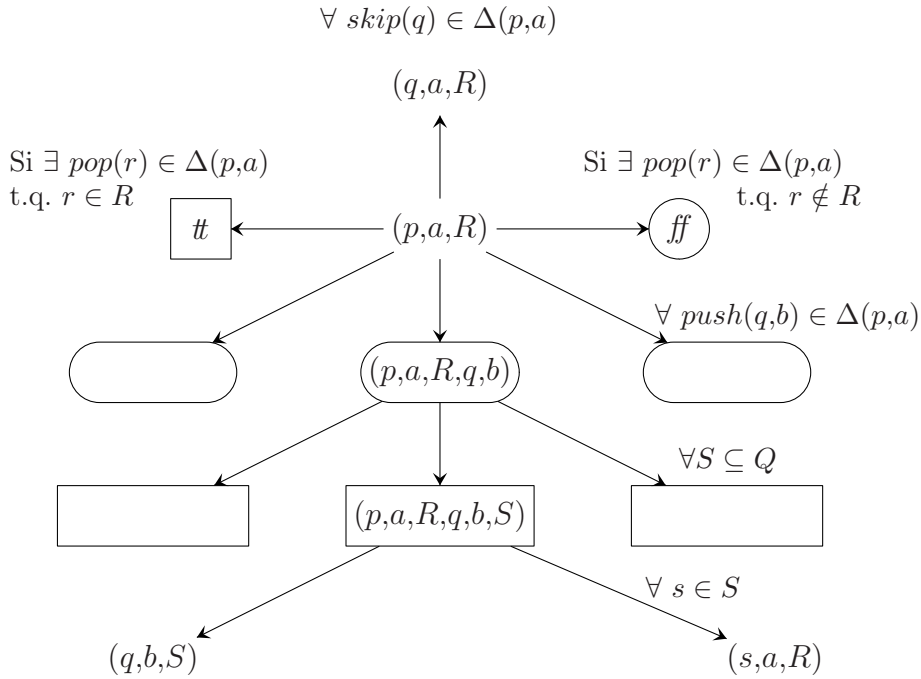 ∀ skip(q) ∈ Δ(p,a)
(q,a,R)
Si ∃ pop(r) ∈ Δ(p,a)
t.q. r ∈ R
Si ∃ pop(r) ∈ Δ(p,a)
t.q. r ∉ R
tt
(p,a,R)
ff
∀ push(q,b) ∈ Δ(p,a)
(p,a,R,q,b)
∀S ⊆ Q
(p,a,R,q,b,S)
∀ s ∈ S
(q,b,S)
(s,a,R)